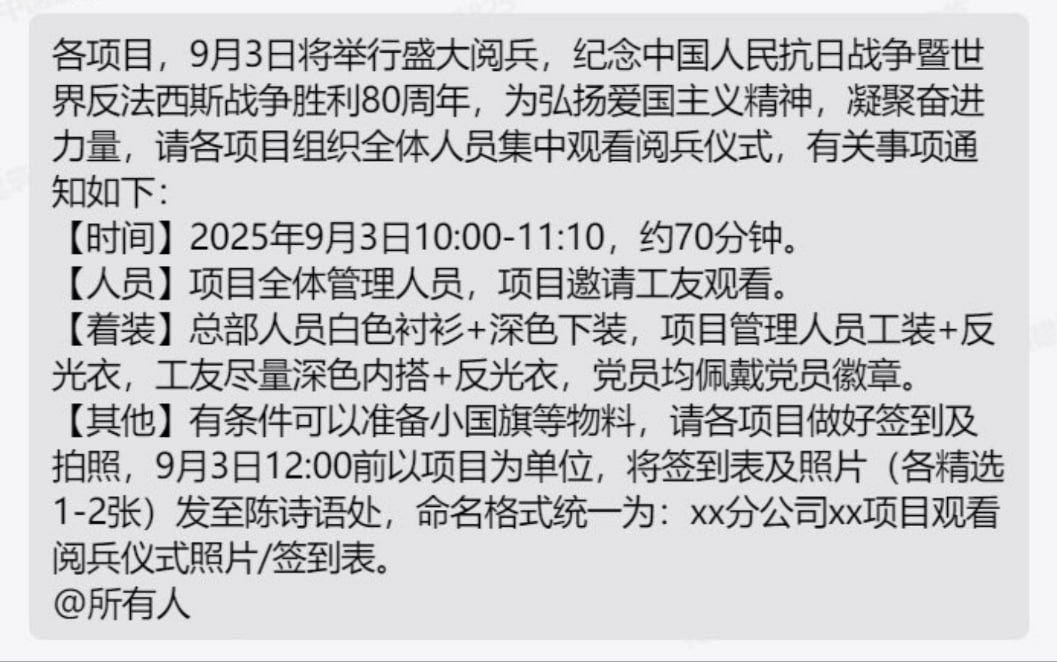 各项目，9月3日将举行盛大阅兵，纪念中国人民抗日战争暨世
界反法西斯战争胜利80周年，为弘扬爱国主义精神，凝聚奋进
力量，请各项目组织全体人员集中观看阅兵仪式，有关事项通
知如下：
【时间】2025年9月3日10:00-11:10，约70分钟。
【人员】项目全体管理人员，项目邀请工友观看。
【着装】总部人员白色衬衫+深色下装，项目管理人员工装+反
光衣，工友尽量深色内搭+反光衣，党员均佩戴党员徽章。
【其他】有条件可以准备小国旗等物料，请各项目做好签到及
拍照，9月3日12:00前以项目为单位，将签到表及照片（各精选
1-2张）发至陈诗语处，命名格式统一为：xx分公司xx项目观看
阅兵仪式照片/签到表。
@所有人